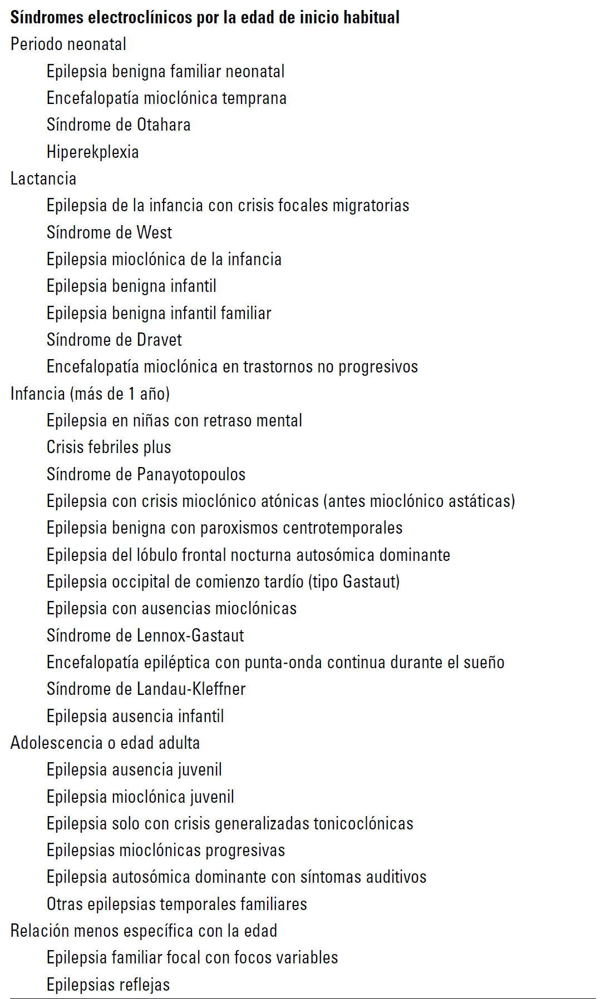 Síndromes electroclínicos por la edad de inicio habitual
Periodo neonatal
Epilepsia benigna familiar neonatal
Encefalopatía mioclónica temprana
Síndrome de Otahara
Hiperekplexia
Lactancia
Epilepsia de la infancia con crisis focales migratorias
Síndrome de West
Epilepsia mioclónica de la infancia
Epilepsia benigna infantil
Epilepsia benigna infantil familiar
Síndrome de Dravet
Encefalopatía mioclónica en trastornos no progresivos
Infancia (más de 1 año)
Epilepsia en niñas con retraso mental
Crisis febriles plus
Síndrome de Panayotopoulos
Epilepsia con crisis mioclónico atónicas (antes mioclónico astáticas)
Epilepsia benigna con paroxismos centrotemporales
Epilepsia del lóbulo frontal nocturna autosómica dominante
Epilepsia occipital de comienzo tardío (tipo Gastaut)
Epilepsia con ausencias mioclónicas
Síndrome de Lennox-Gastaut
Encefalopatía epiléptica con punta-onda continua durante el sueño
Síndrome de Landau-Kleffner
Epilepsia ausencia infantil
Adolescencia o edad adulta
Epilepsia ausencia juvenil
Epilepsia mioclónica juvenil
Epilepsia solo con crisis generalizadas tonicoclónicas
Epilepsias mioclónicas progresivas
Epilepsia autosómica dominante con síntomas auditivos
Otras epilepsias temporales familiares
Relación menos específica con la edad
Epilepsia familiar focal con focos variables
Epilepsias reflejas